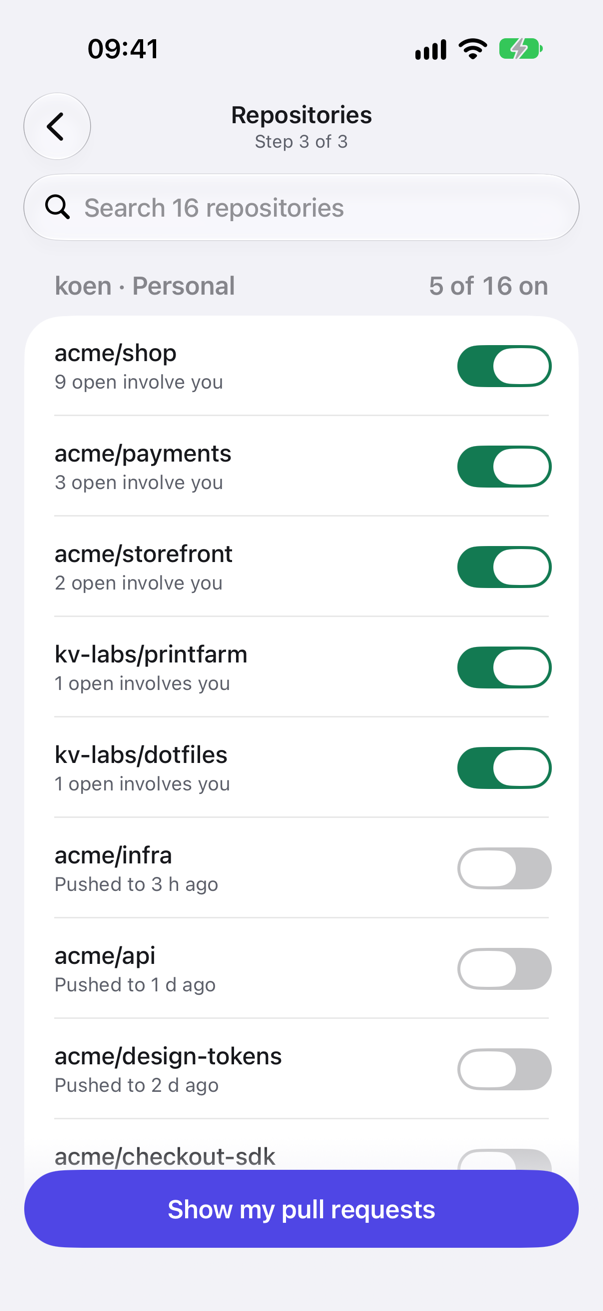 09:41
Repositories
Step 3 of 3
Search 16 repositories
koen · Personal
5 of 16 on
acme/shop
9 open involve you
acme/payments
3 open involve you
acme/storefront
2 open involve you
kv-labs/printfarm
1 open involves you
kv-labs/dotfiles
1 open involves you
acme/infra
Pushed to 3 h ago
acme/api
Pushed to 1 d ago
acme/design-tokens
Pushed to 2 d ago
acme/checkout-sdk
Show my pull requests